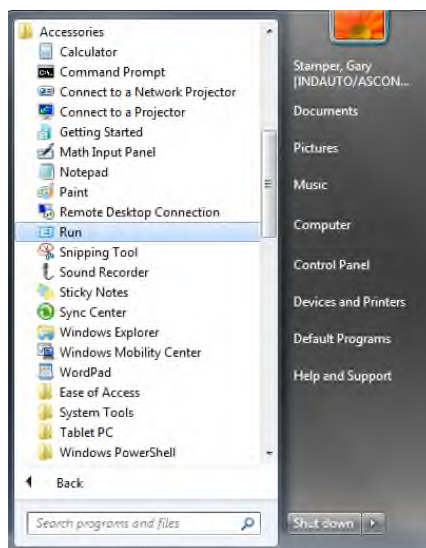 Accessories
Calculator
Command Prompt
Connect to a Network Projector
Connect to a Projector
Getting Started
Math Input Panel
Notepad
Paint
Remote Desktop Connection
Run
Snipping Tool
Sound Recorder
Sticky Notes
Sync Center
Windows Explorer
Windows Mobility Center
WordPad
Ease of Access
System Tools
Tablet PC
Windows PowerShell
Back
Search programs and files
Stamper, Gary
[INDAUTO/ASCON...
Documents
Pictures
Music
Computer
Control Panel
Devices and Printers
Default Programs
Help and Support
Shut down